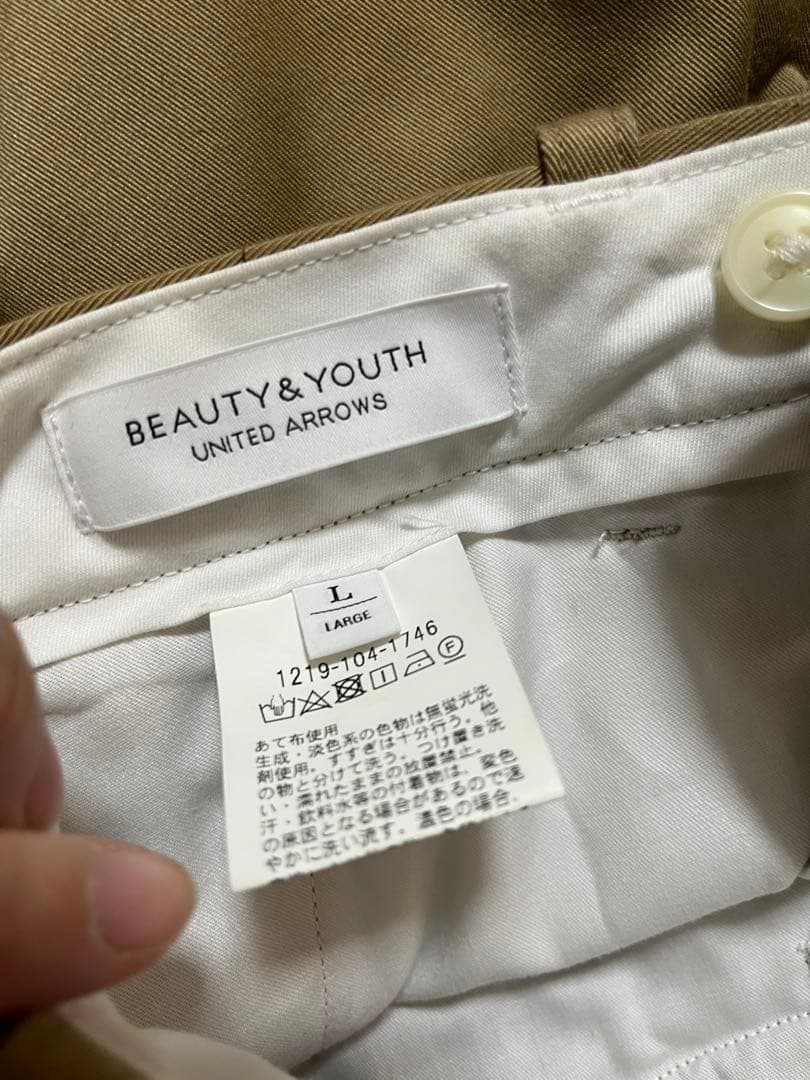 BEAUTY&YOUTH
UNITED ARROWS
L
LARGE
1219-104-1746
F
あて布使用
生成・淡色系の色物は無蛍光洗
剤使用。すすぎは十分行う。他
の物と分けて洗う。つけ置き洗
い・濡れたままの放置禁止。
汗・飲料水等の付着物は、変色
の原因となる場合があるので速
やかに洗い流す。濃色の場合、